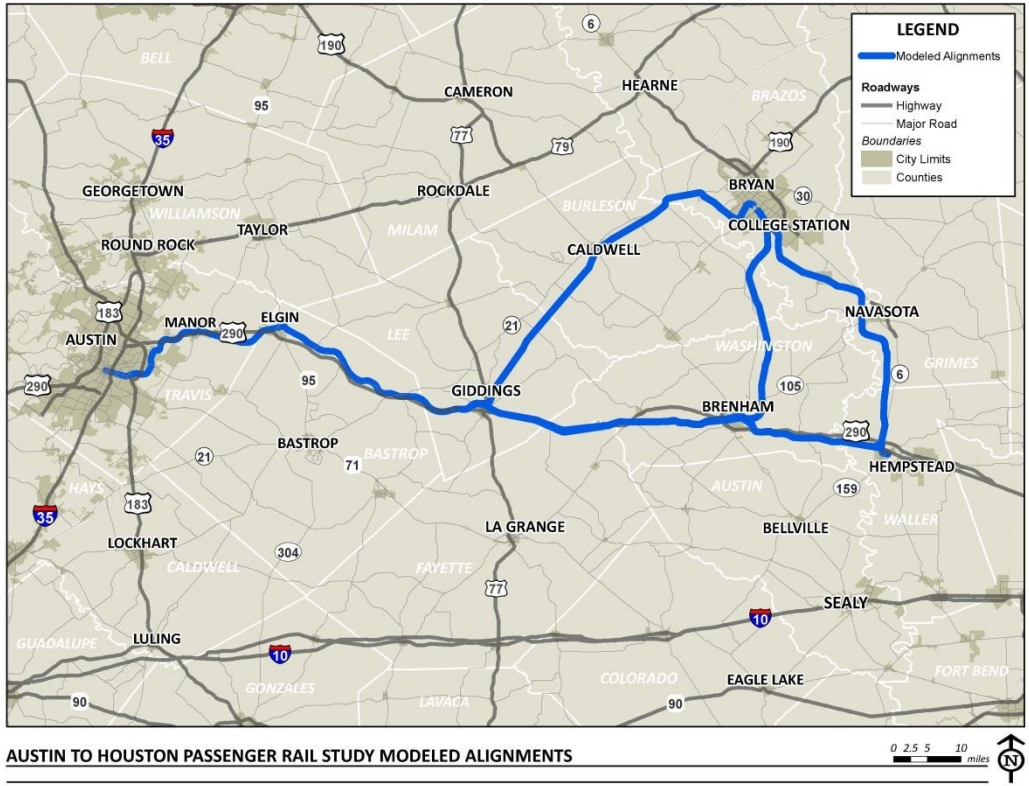 LEGEND
Modeled Alignments
Roadways
Highway
Major Road
Boundaries
City Limits
Counties
6
190
BELL
HEARNE
CAMERON
BRAZOS
95
77
35
79
190
BRYAN
GEORGETOWN
ROCKDALE
30
WILLIAMSON
BURLESON
COLLEGE STATION
TAYLOR
MILAM
ROUND ROCK
CALDWELL
183
NAVASOTA
MANOR
ELGIN
21
290
LEE
AUSTIN
WASHINGTON
GRIMES
6
95
290
TRAVIS
105
GIDDINGS
BRENHAM
290
BASTROP
BASTROP
21
71
HEMPSTEAD
HAYS
AUSTIN
159
183
35
WALLER
LA GRANGE
BELLVILLE
LOCKHART
304
CALDWELL
FAYETTE
77
SEALY
10
LULING
GUADALUPE
10
FORT BEND
COLORADO
EAGLE LAKE
GONZALES
LAVACA
90
90
AUSTIN TO HOUSTON PASSENGER RAIL STUDY MODELED ALIGNMENTS
0 2.5 5 10
miles
N